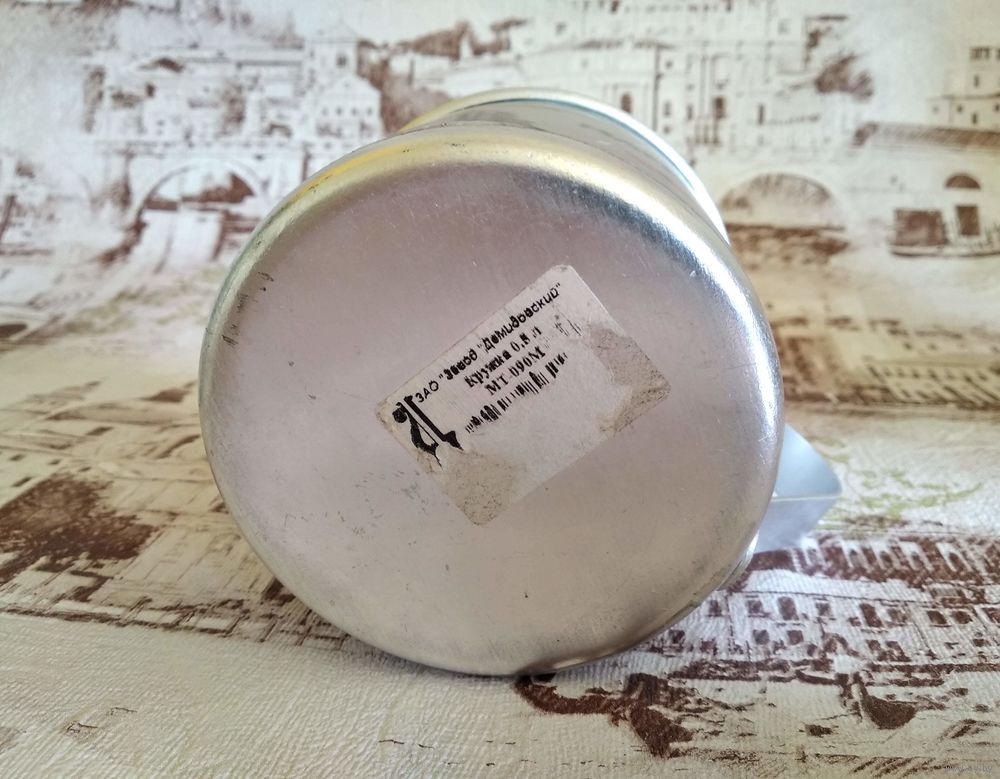 ЗАО "Завод "Демидовский"
Кружка 0,5 л
МТ-090М